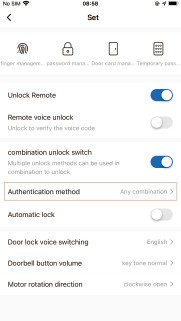 No SIM
08:58
Set
finger managem...
password mana...
Door card mana...
Temporary pass...
Unlock Remote
Remote voice unlock
Unlock to verify the voice code
combination unlock switch
Multiple unlock methods can be used in
combination to unlock
Authentication method
Any combination
Automatic lock
Door lock voice switching
English
Doorbell button volume
key tone normal
Motor rotation direction
clockwise open